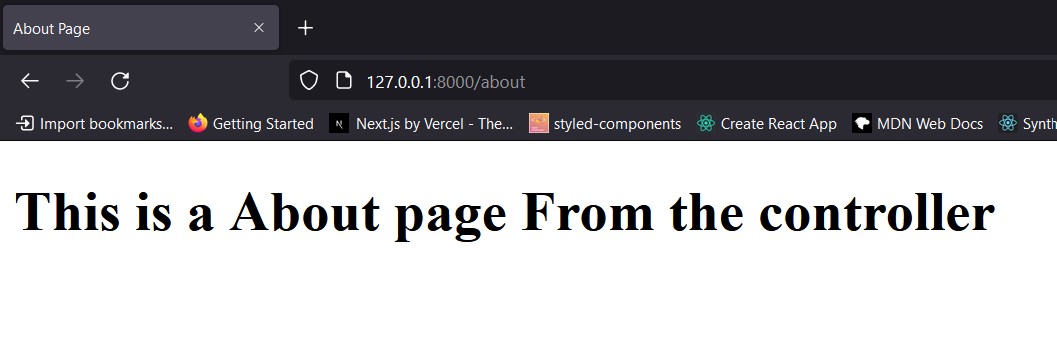 About Page
127.0.0.1:8000/about
Import bookmarks... Getting Started N Next.js by Vercel - The... styled-components Create React App MDN Web Docs Synth
This is a About page From the controller